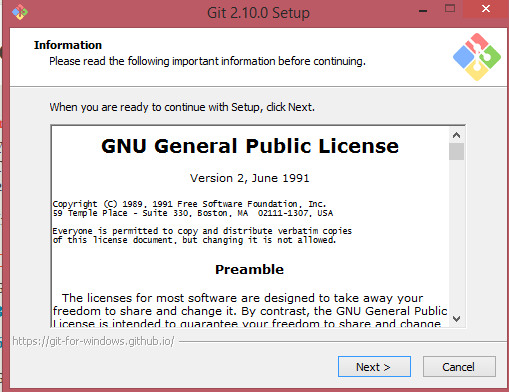 Git 2.10.0 Setup
Information
Please read the following important information before continuing.
When you are ready to continue with Setup, click Next.
GNU General Public License
Version 2, June 1991
Copyright (C) 1989, 1991 Free Software Foundation, Inc.
59 Temple Place - Suite 330, Boston, MA  02111-1307, USA
Everyone is permitted to copy and distribute verbatim copies
of this license document, but changing it is not allowed.
Preamble
The licenses for most software are designed to take away your
freedom to share and change it. By contrast, the GNU General Public
License is intended to guarantee your freedom to share and change
https://git-for-windows.github.io/
Next >
Cancel